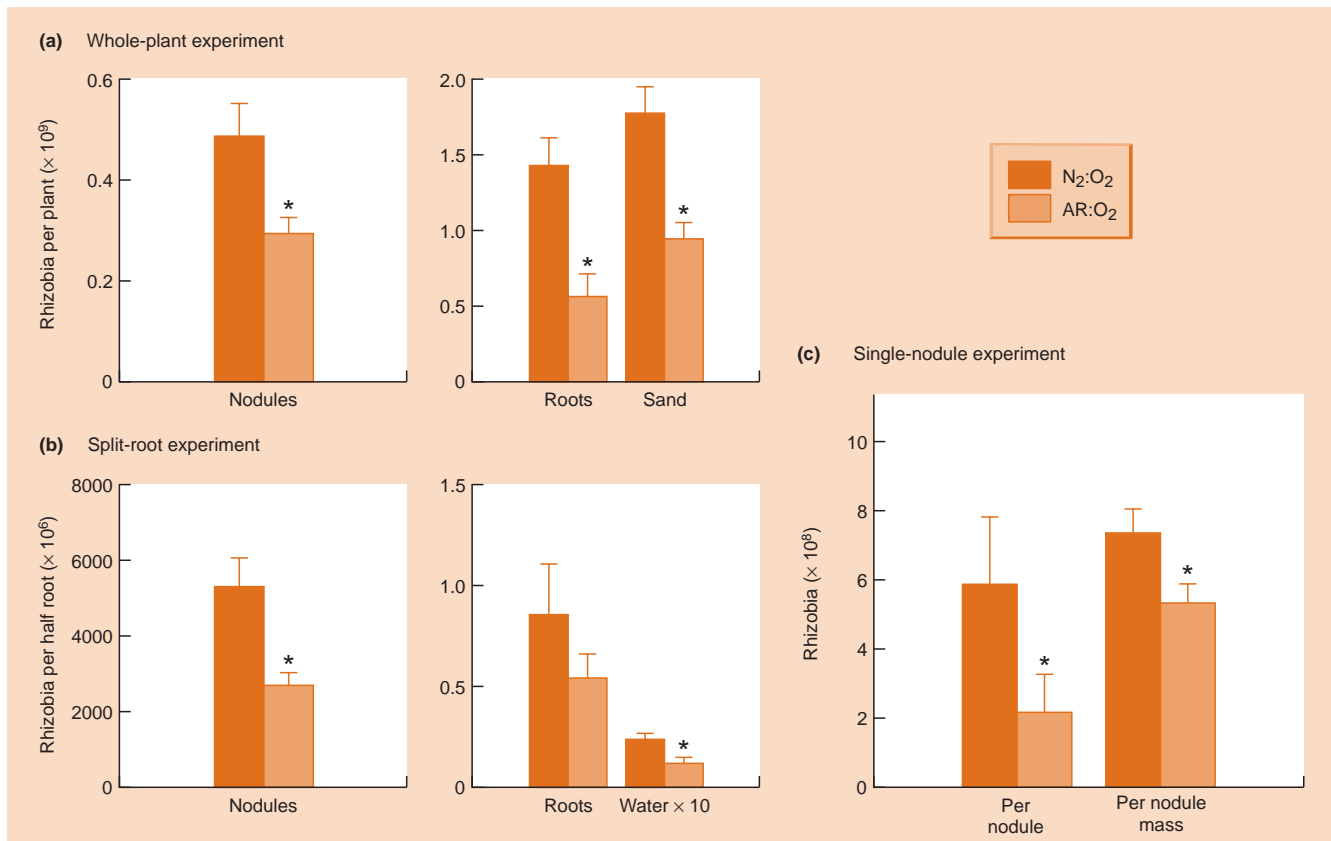 (a) Whole-plant experiment
Rhizobia per plant (× 10⁹)
0.6
0.4
0.2
0
*
Nodules
2.0
1.5
1.0
0.5
0
*
*
Roots Sand
N₂:O₂
AR:O₂
(b) Split-root experiment
Rhizobia per half root (× 10⁶)
8000
6000
4000
2000
0
*
Nodules
1.5
1.0
0.5
0
*
Roots Water × 10
(c) Single-nodule experiment
Rhizobia (× 10⁸)
10
8
6
4
2
0
*
*
Per
nodule
Per nodule
mass